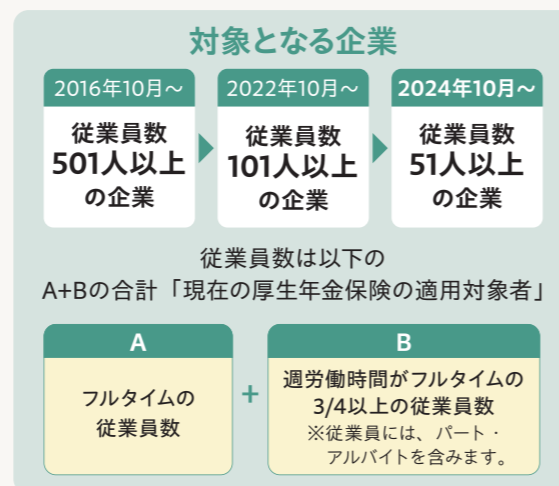 対象となる企業
2016年10月～
従業員数
501人以上
の企業
2022年10月～
従業員数
101人以上
の企業
2024年10月～
従業員数
51人以上
の企業
従業員数は以下の
A+Bの合計「現在の厚生年金保険の適用対象者」
A
フルタイムの
従業員数
+
B
週労働時間がフルタイムの
3/4以上の従業員数
※従業員には、パート・
アルバイトを含みます。